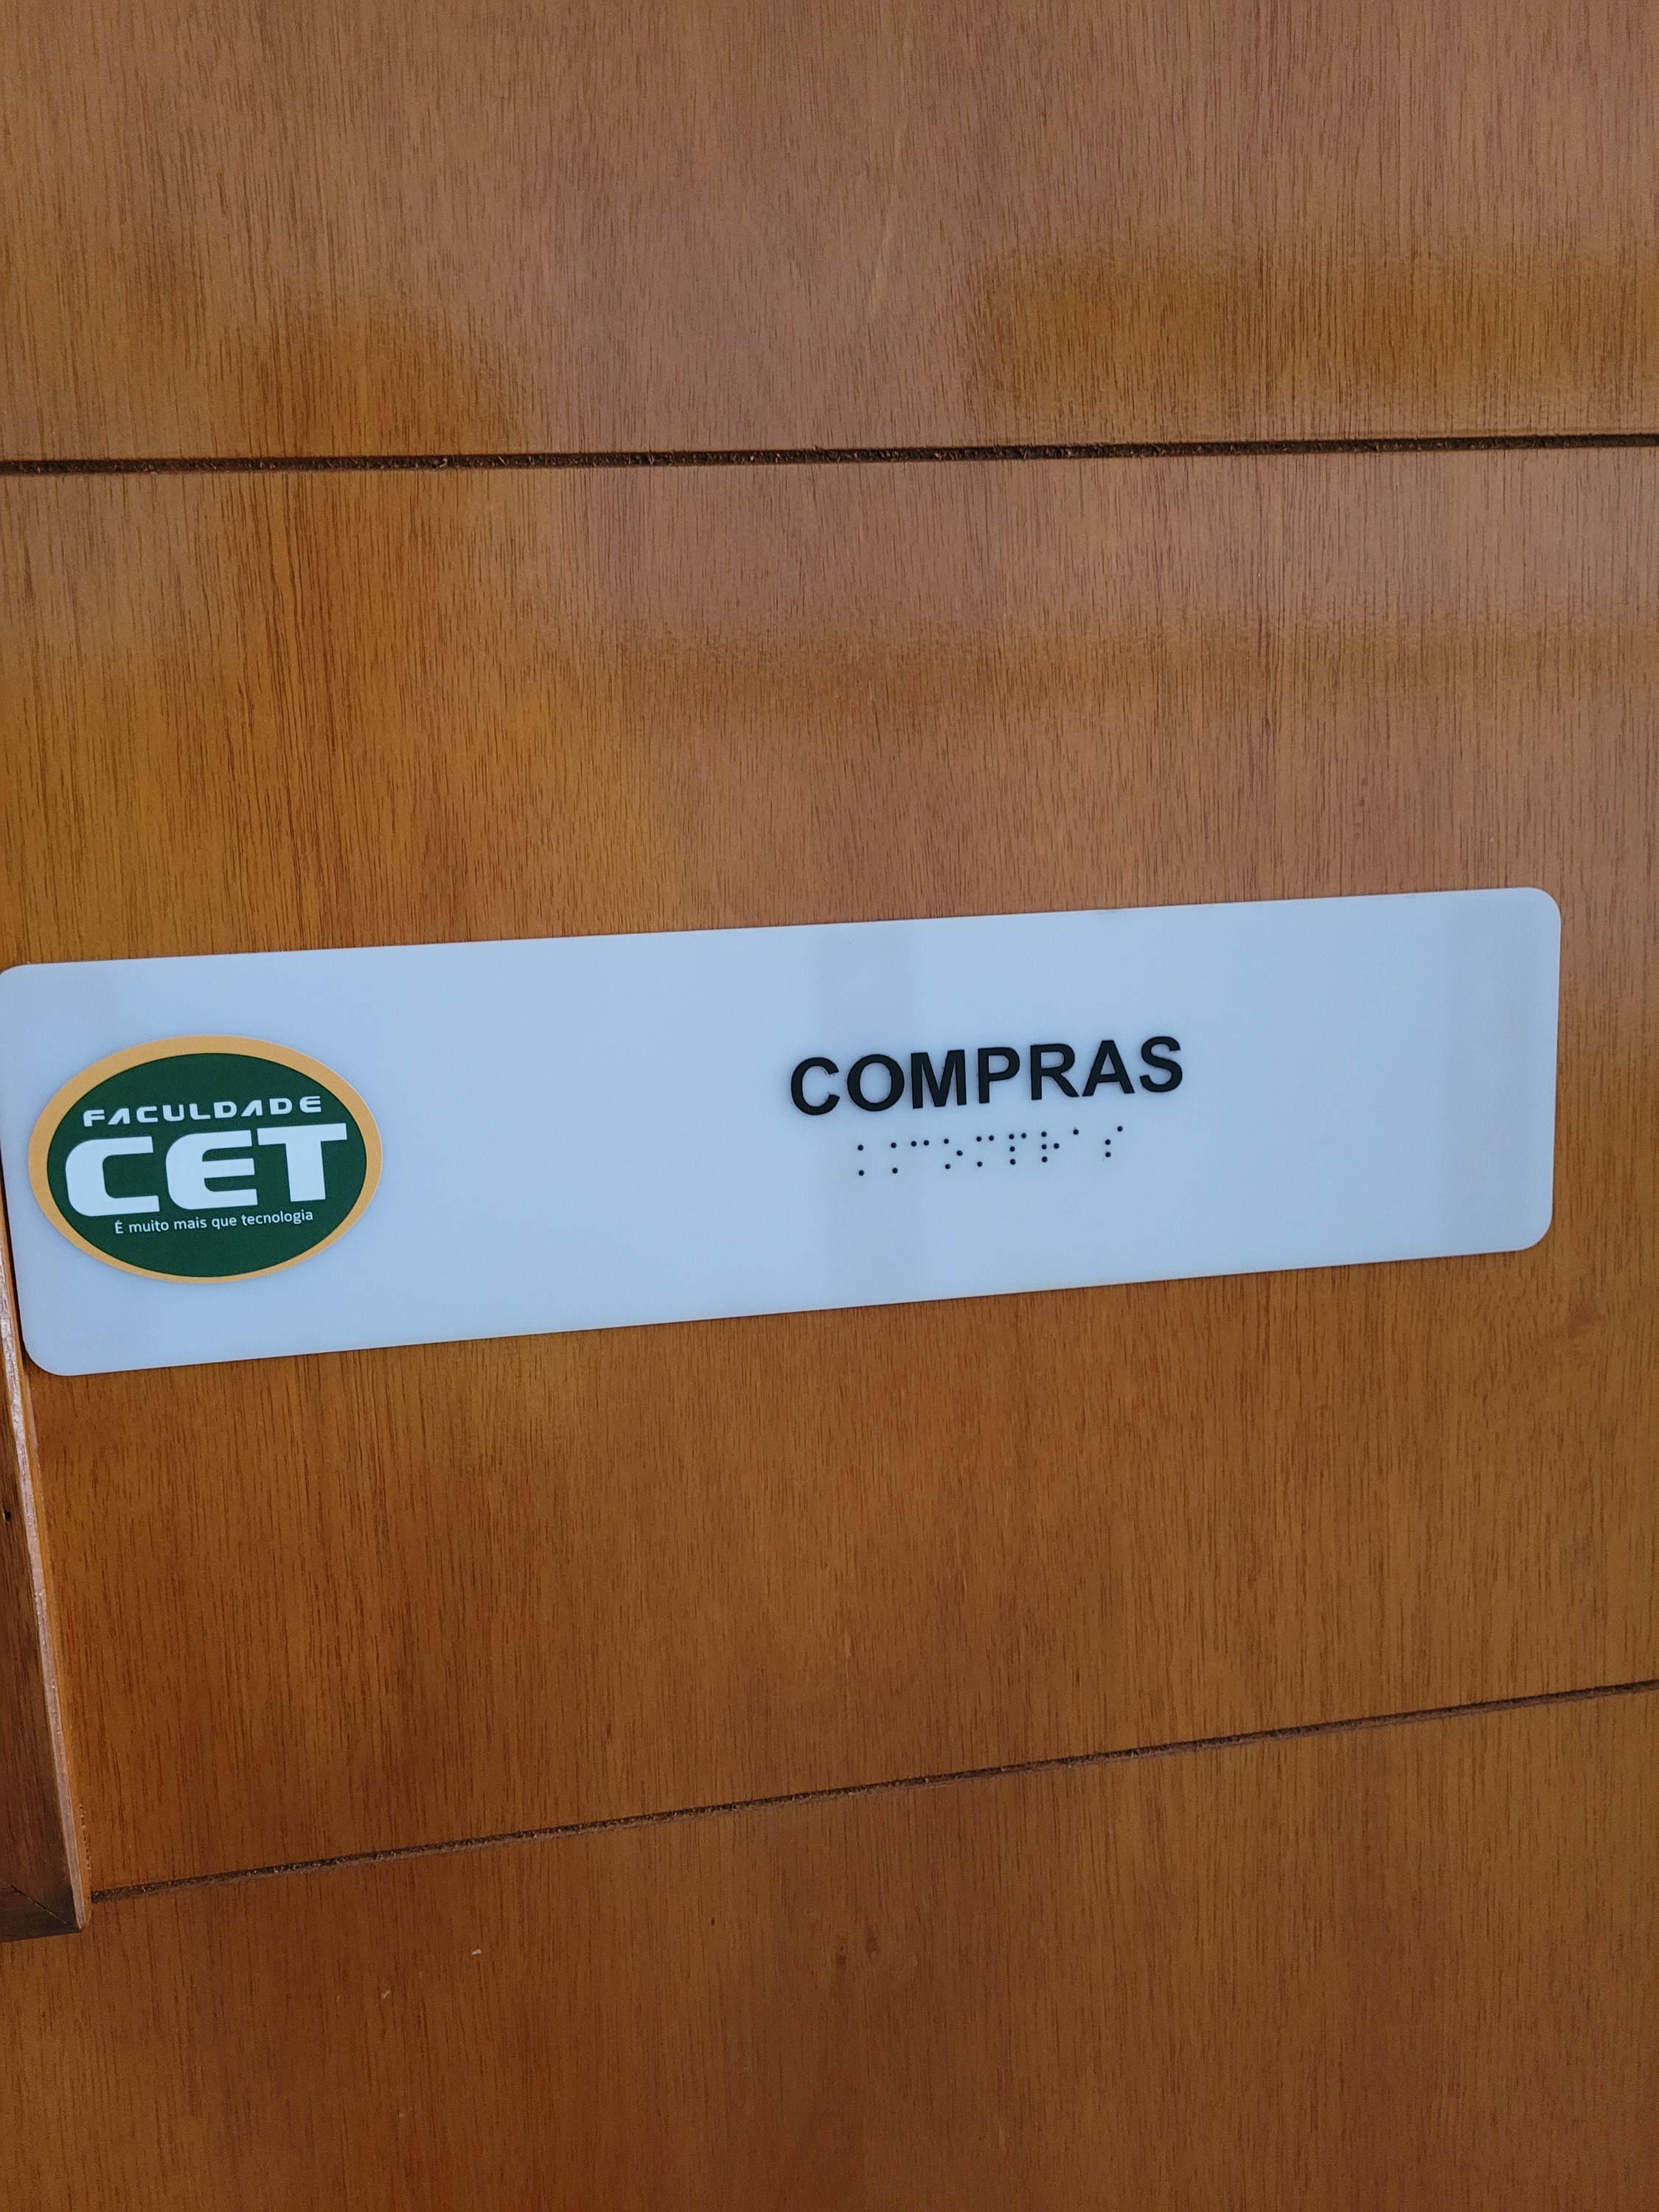 FACULDADE
CET
É muito mais que tecnologia
COMPRAS
⠨⠨⠉⠕⠍⠏⠗⠁⠎